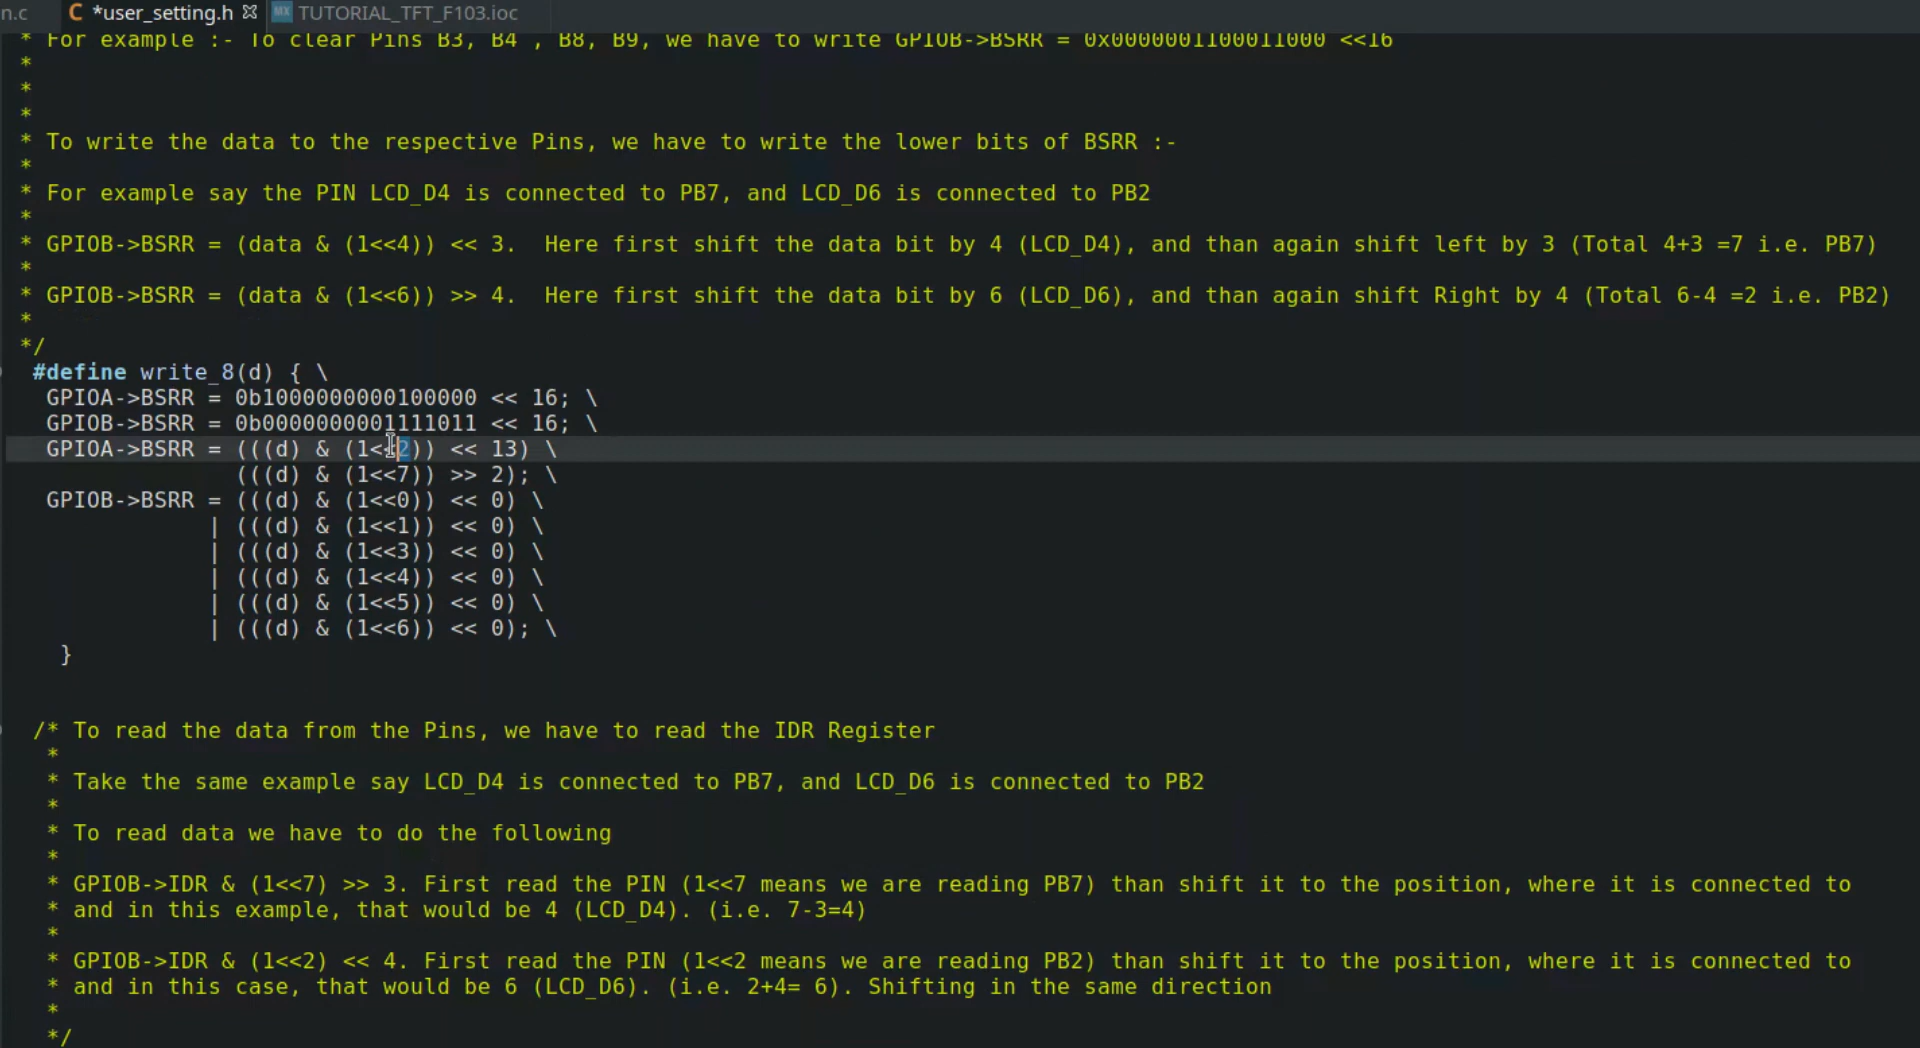 n.c *user_setting.h TUTORIAL_TFT_F103.ioc
* For example :- To clear Pins B3, B4 , B8, B9, we have to write GPIOB->BSRR = 0x0000001100011000 <<16
*
*
*
* To write the data to the respective Pins, we have to write the lower bits of BSRR :-
*
* For example say the PIN LCD_D4 is connected to PB7, and LCD_D6 is connected to PB2
*
* GPIOB->BSRR = (data & (1<<4)) << 3.  Here first shift the data bit by 4 (LCD_D4), and than again shift left by 3 (Total 4+3 =7 i.e. PB7)
*
* GPIOB->BSRR = (data & (1<<6)) >> 4.  Here first shift the data bit by 6 (LCD_D6), and than again shift Right by 4 (Total 6-4 =2 i.e. PB2)
*
*/
#define write_8(d) { \
GPIOA->BSRR = 0b1000000000100000 << 16; \
GPIOB->BSRR = 0b0000000001111011 << 16; \
GPIOA->BSRR = (((d) & (1<<2)) << 13) \
(((d) & (1<<7)) >> 2); \
GPIOB->BSRR = (((d) & (1<<0)) << 0) \
| (((d) & (1<<1)) << 0) \
| (((d) & (1<<3)) << 0) \
| (((d) & (1<<4)) << 0) \
| (((d) & (1<<5)) << 0) \
| (((d) & (1<<6)) << 0); \
}
/* To read the data from the Pins, we have to read the IDR Register
*
* Take the same example say LCD_D4 is connected to PB7, and LCD_D6 is connected to PB2
*
* To read data we have to do the following
*
* GPIOB->IDR & (1<<7) >> 3. First read the PIN (1<<7 means we are reading PB7) than shift it to the position, where it is connected to
* and in this example, that would be 4 (LCD_D4). (i.e. 7-3=4)
*
* GPIOB->IDR & (1<<2) << 4. First read the PIN (1<<2 means we are reading PB2) than shift it to the position, where it is connected to
* and in this case, that would be 6 (LCD_D6). (i.e. 2+4= 6). Shifting in the same direction
*
*/